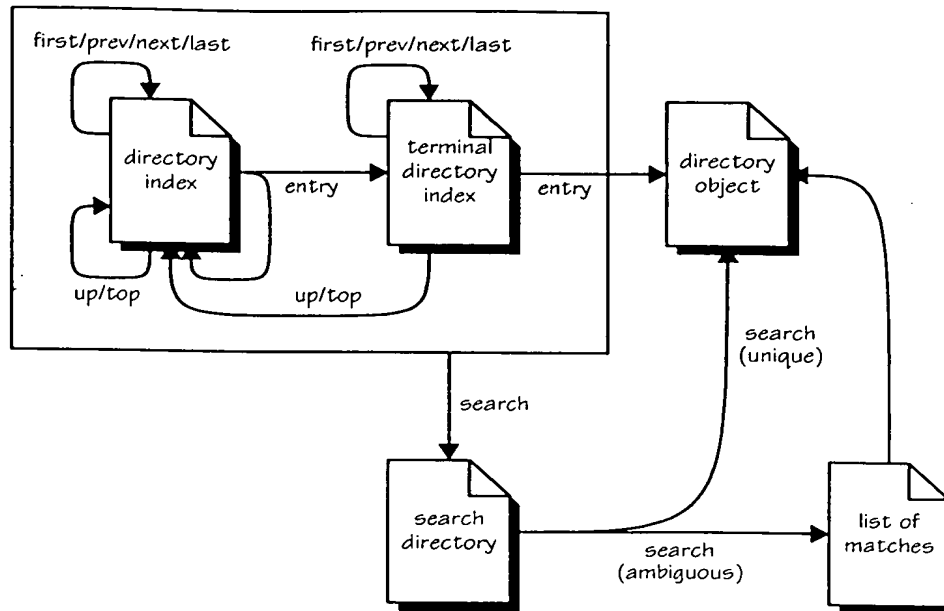 first/prev/next/last
first/prev/next/last
directory
index
terminal
directory
index
directory
object
entry
entry
up/top
up/top
search
(unique)
search
search
directory
list of
matches
search
(ambiguous)